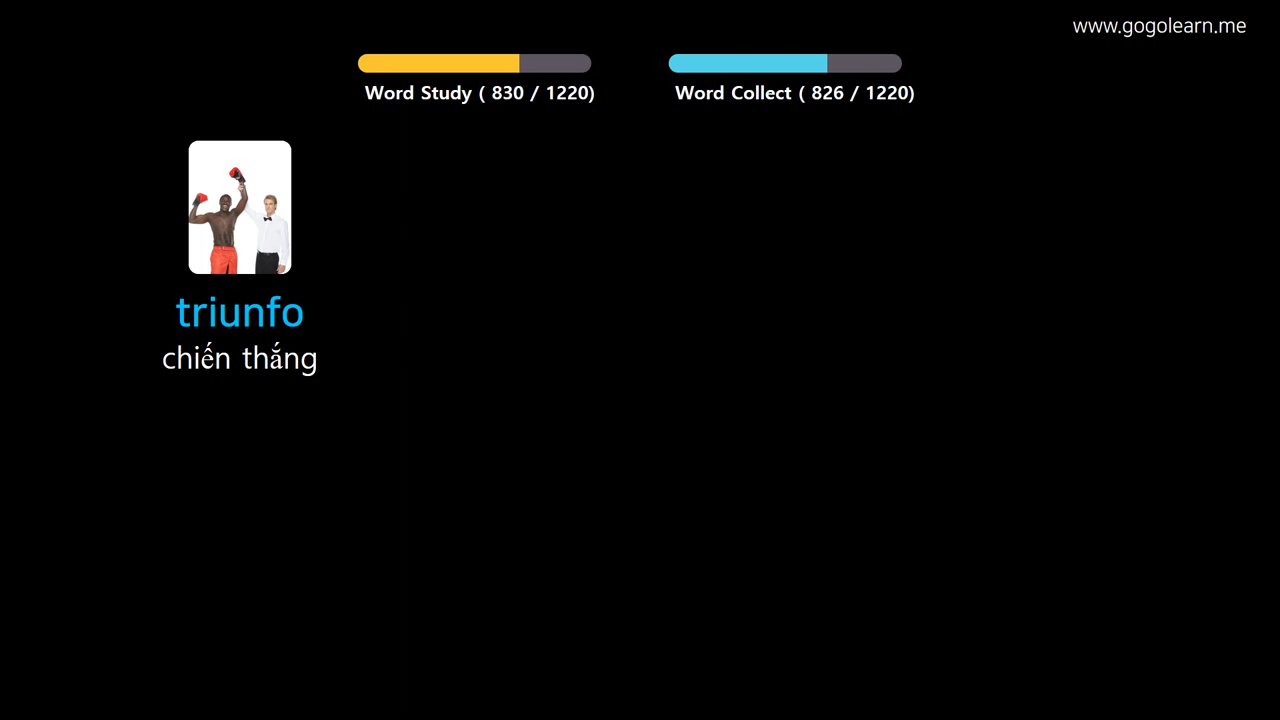 www.gogolearn.me
Word Study ( 830 / 1220)
Word Collect ( 826 / 1220)
triunfo
chiến thắng